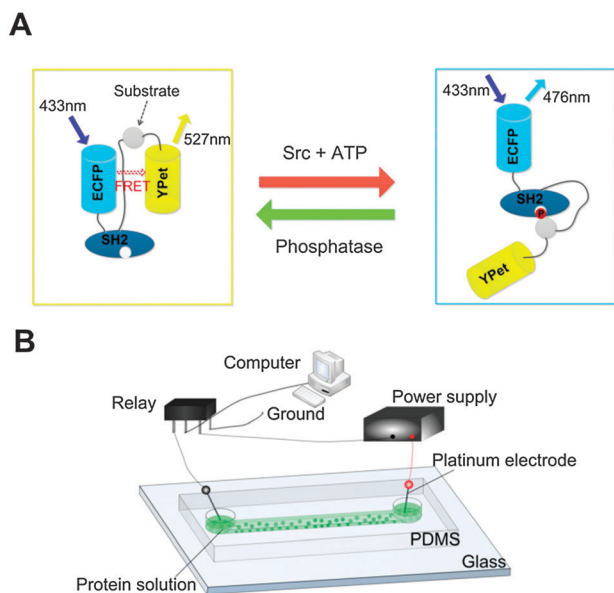 A
433nm
Substrate
527nm
ECFP
FRET
YPet
SH2
Src + ATP
Phosphatase
433nm
476nm
ECFP
SH2
P
YPet
B
Computer
Relay
Ground
Power supply
Platinum electrode
PDMS
Glass
Protein solution